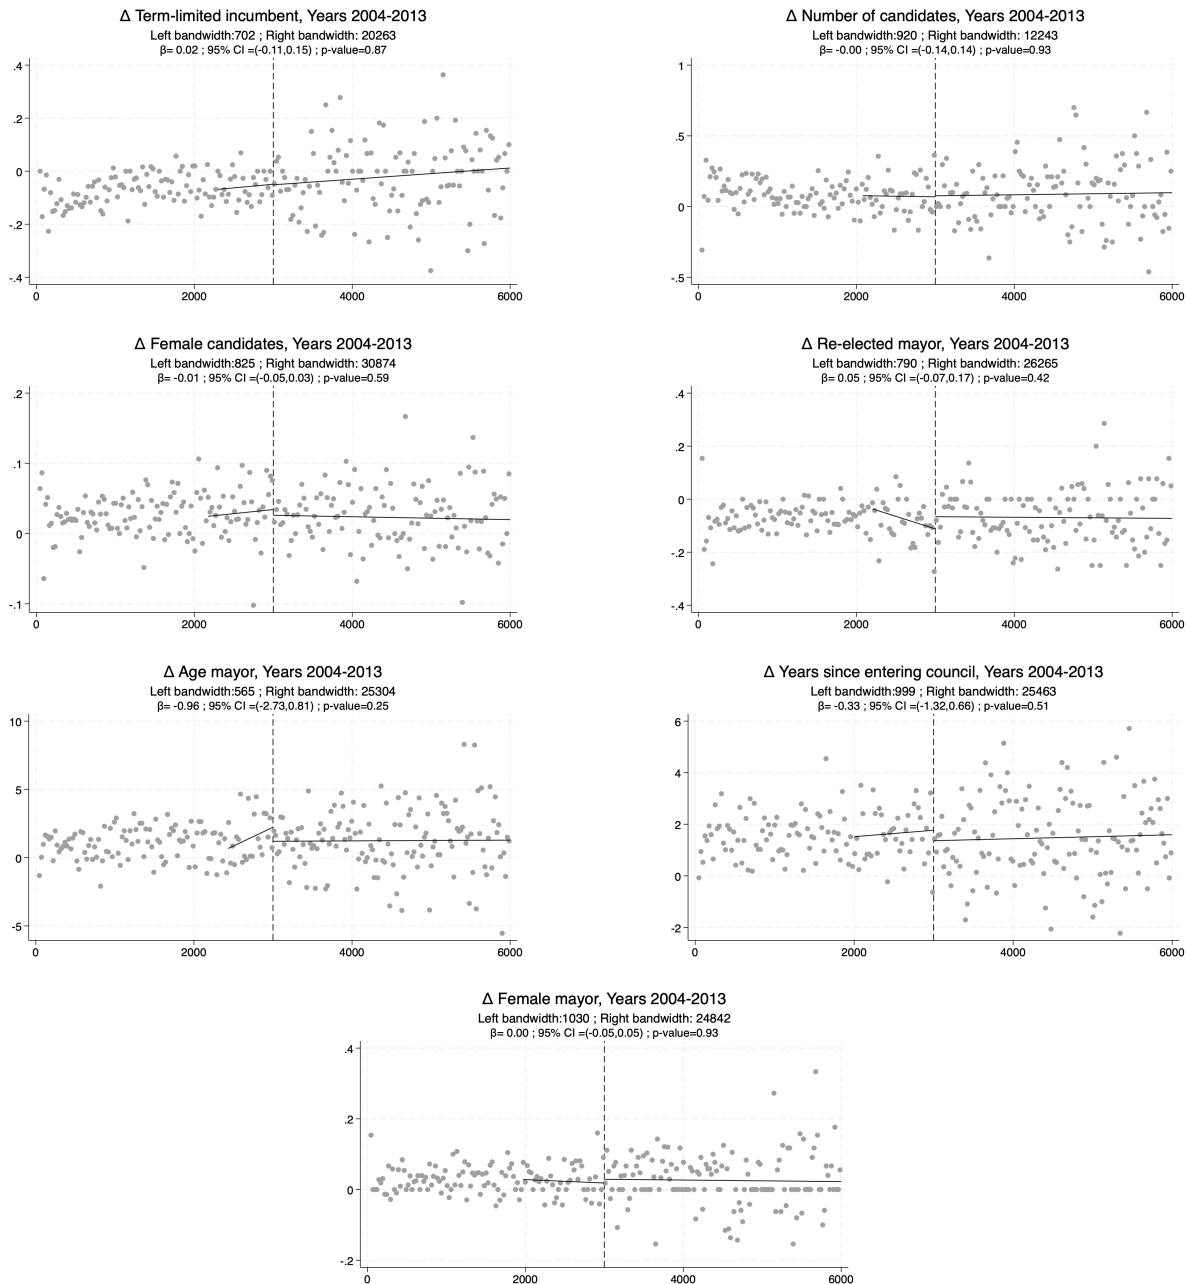 Δ Term-limited incumbent, Years 2004-2013
Left bandwidth:702 ; Right bandwidth: 20263
β= 0.02 ; 95% CI =(-0.11,0.15) ; p-value=0.87
.4
.2
0
-.2
-.4
0 2000 4000 6000
Δ Number of candidates, Years 2004-2013
Left bandwidth:920 ; Right bandwidth: 12243
β= -0.00 ; 95% CI =(-0.14,0.14) ; p-value=0.93
1
.5
0
-.5
0 2000 4000 6000
Δ Female candidates, Years 2004-2013
Left bandwidth:825 ; Right bandwidth: 30874
β= -0.01 ; 95% CI =(-0.05,0.03) ; p-value=0.59
.2
.1
0
-.1
0 2000 4000 6000
Δ Re-elected mayor, Years 2004-2013
Left bandwidth:790 ; Right bandwidth: 26265
β= 0.05 ; 95% CI =(-0.07,0.17) ; p-value=0.42
.4
.2
0
-.2
-.4
0 2000 4000 6000
Δ Age mayor, Years 2004-2013
Left bandwidth:565 ; Right bandwidth: 25304
β= -0.96 ; 95% CI =(-2.73,0.81) ; p-value=0.25
10
5
0
-5
0 2000 4000 6000
Δ Years since entering council, Years 2004-2013
Left bandwidth:999 ; Right bandwidth: 25463
β= -0.33 ; 95% CI =(-1.32,0.66) ; p-value=0.51
6
4
2
0
-2
0 2000 4000 6000
Δ Female mayor, Years 2004-2013
Left bandwidth:1030 ; Right bandwidth: 24842
β= 0.00 ; 95% CI =(-0.05,0.05) ; p-value=0.93
.4
.2
0
-.2
0 2000 4000 6000